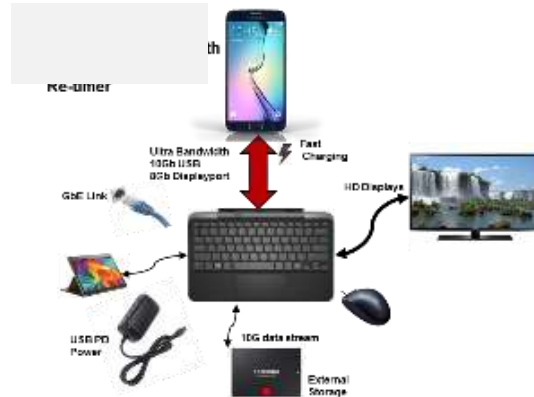 Re-timer
Ultra Bandwidth
10Gb USB
8Gb Displayport
Fast
Charging
GbE Link
HD Displays
USB PD
Power
10G data stream
External
Storage